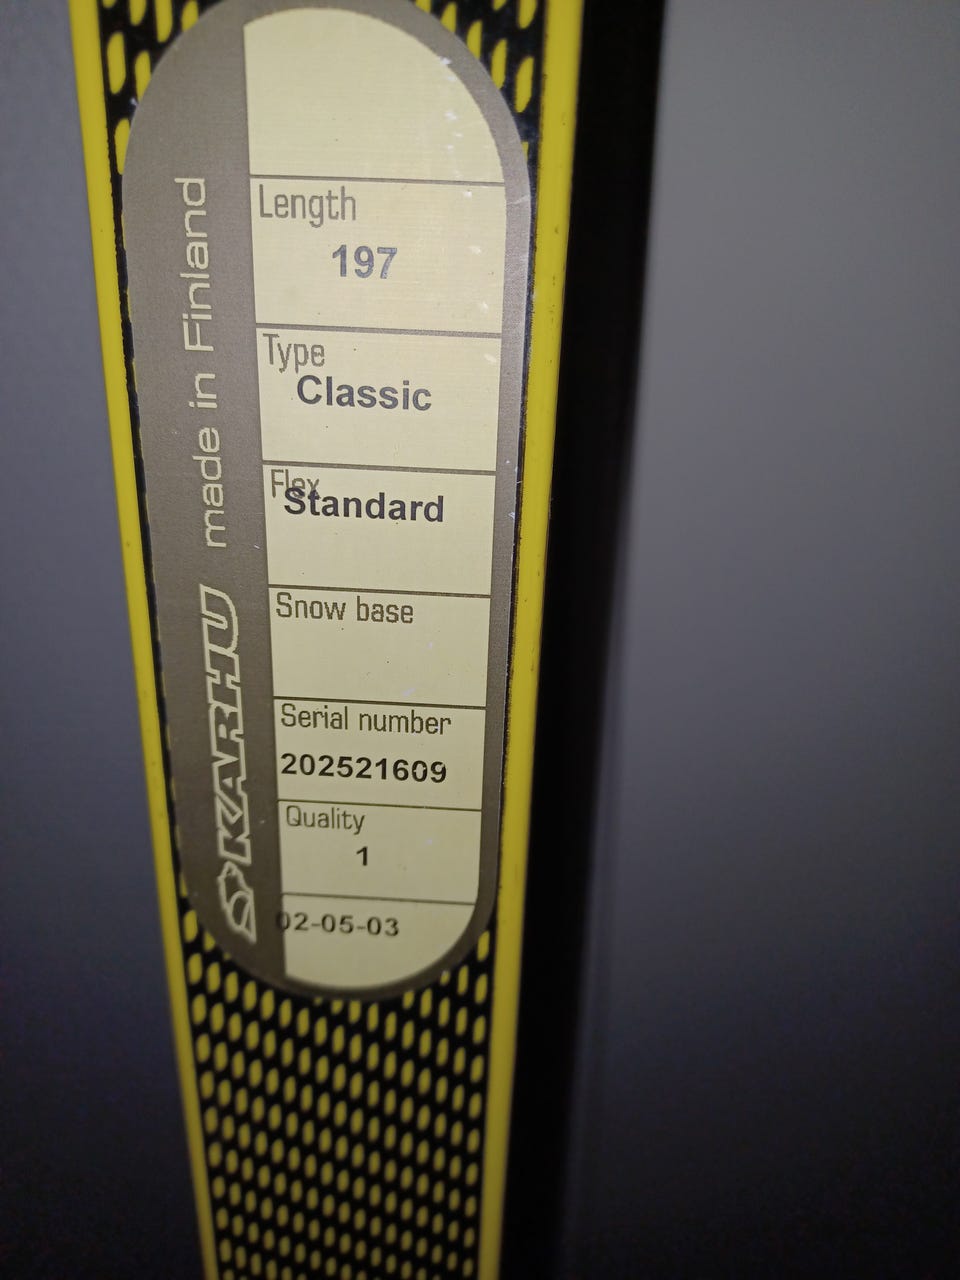 Length
197
Type
Classic
Flex
Standard
Snow base
Serial number
202521609
Quality
1
02-05-03
KARHU made in Finland